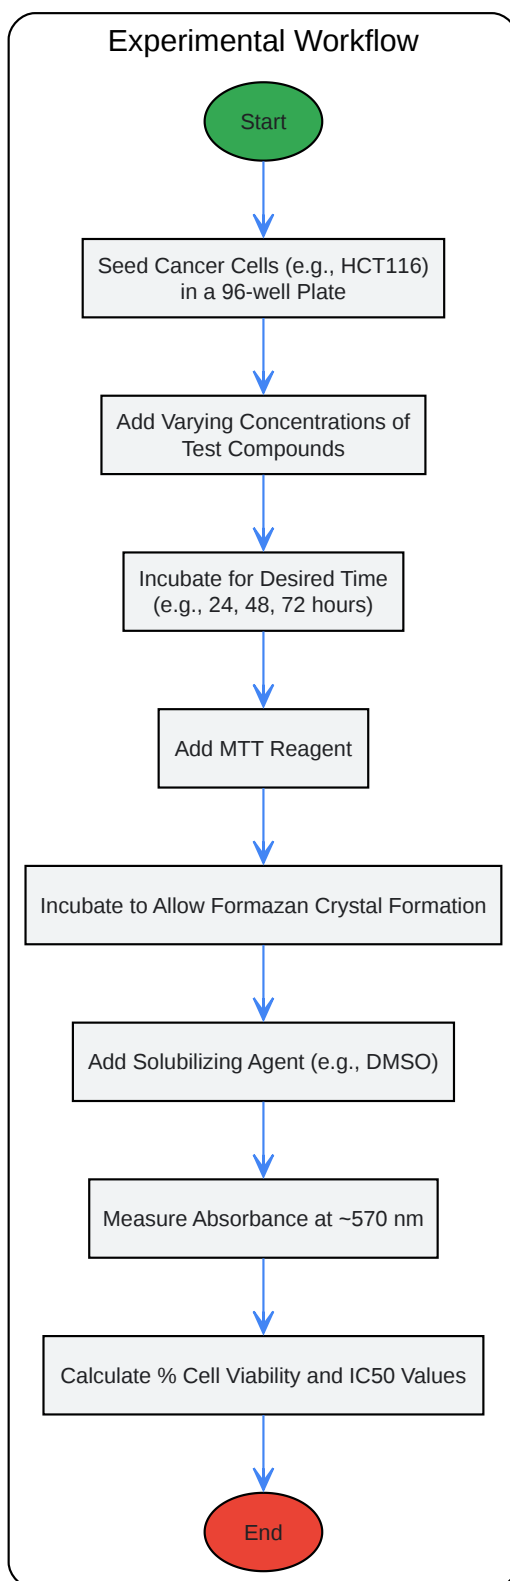 Experimental Workflow
Start
Seed Cancer Cells (e.g., HCT116)
in a 96-well Plate
Add Varying Concentrations of
Test Compounds
Incubate for Desired Time
(e.g., 24, 48, 72 hours)
Add MTT Reagent
Incubate to Allow Formazan Crystal Formation
Add Solubilizing Agent (e.g., DMSO)
Measure Absorbance at ~570 nm
Calculate % Cell Viability and IC50 Values
End